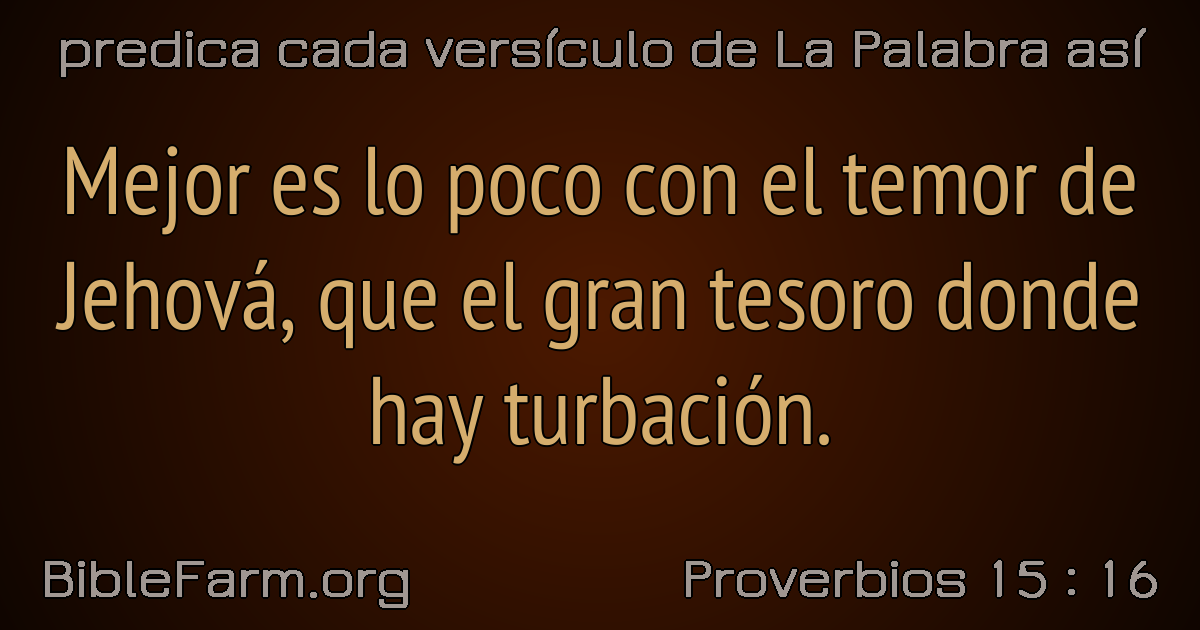 predica cada versículo de La Palabra así
Mejor es lo poco con el temor de
Jehová, que el gran tesoro donde
hay turbación.
BibleFarm.org
Proverbios 15 : 16